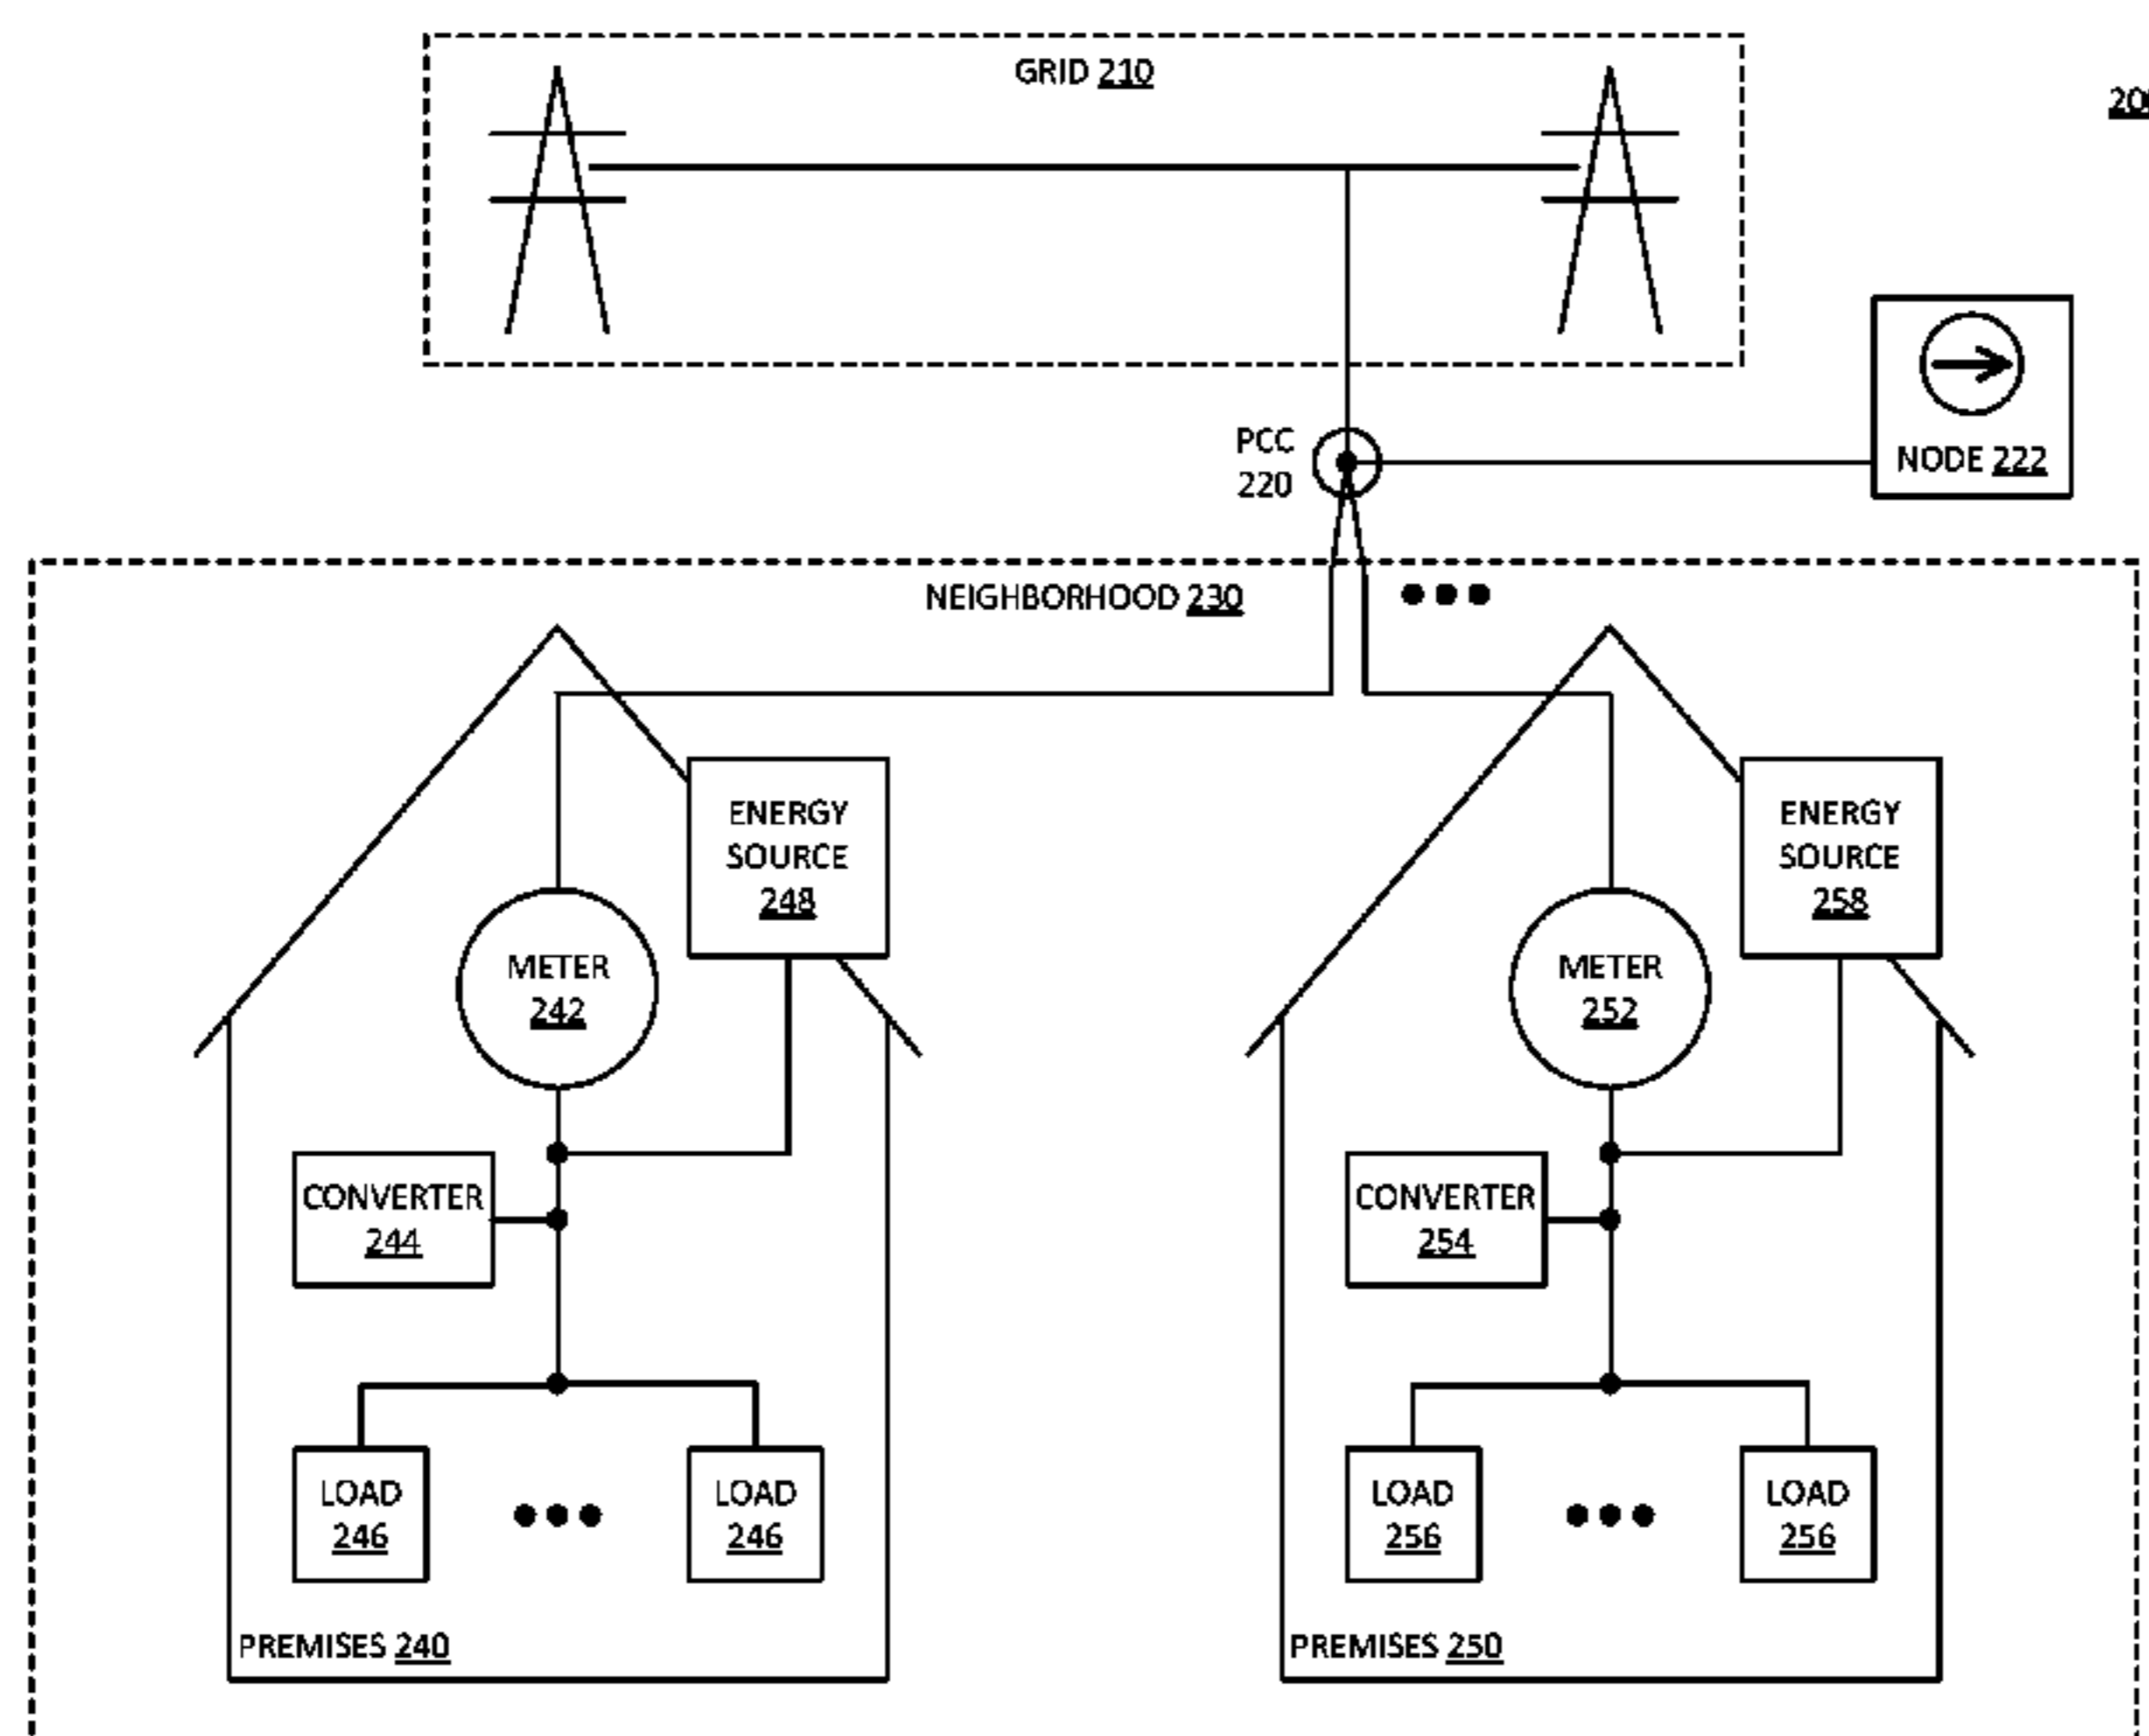 GRID 210
NODE 222
PCC
220
NEIGHBORHOOD 230
ENERGY
SOURCE
248
METER
242
CONVERTER
244
LOAD
246
LOAD
246
PREMISES 240
ENERGY
SOURCE
258
METER
252
CONVERTER
254
LOAD
256
LOAD
256
PREMISES 250